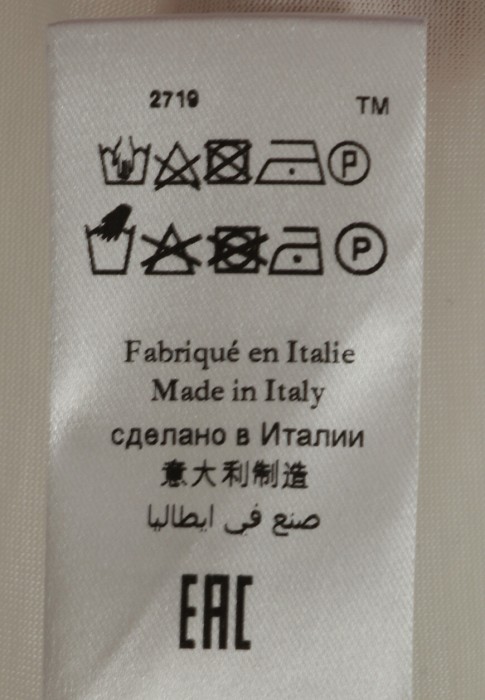 2719 TM
P
P
Fabriqué en Italie
Made in Italy
сделано в Италии
意大利制造
صنع في ايطاليا
EAC